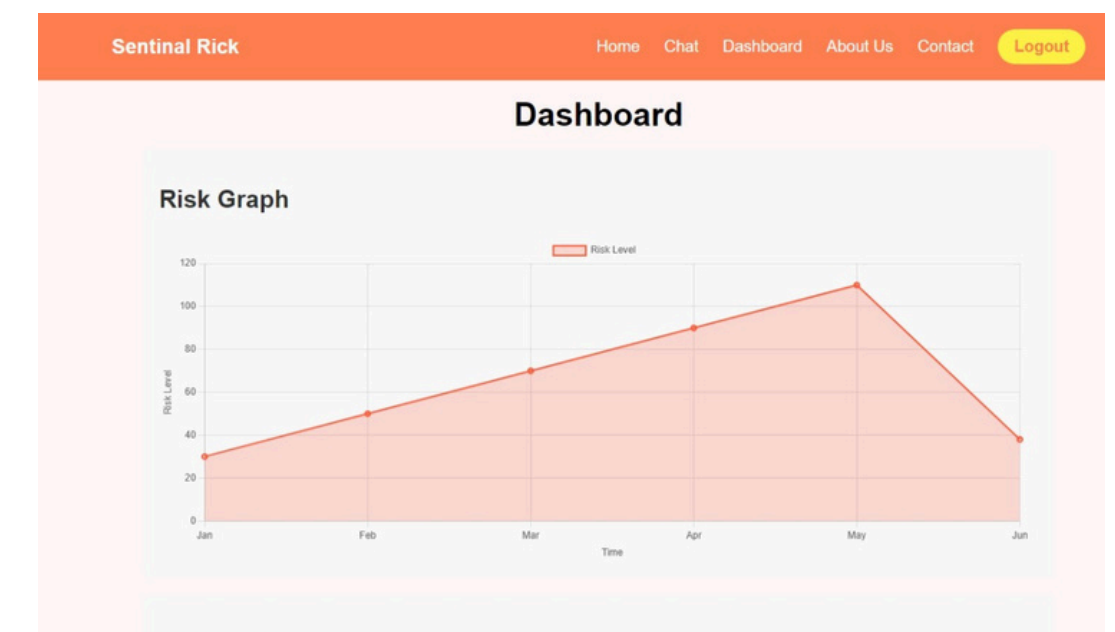 Sentinal Rick Home Chat Dashboard About Us Contact Logout
Dashboard
Risk Graph
Risk Level
120
100
80
60
40
20
0
Risk Level
Jan Feb Mar Apr May Jun
Time